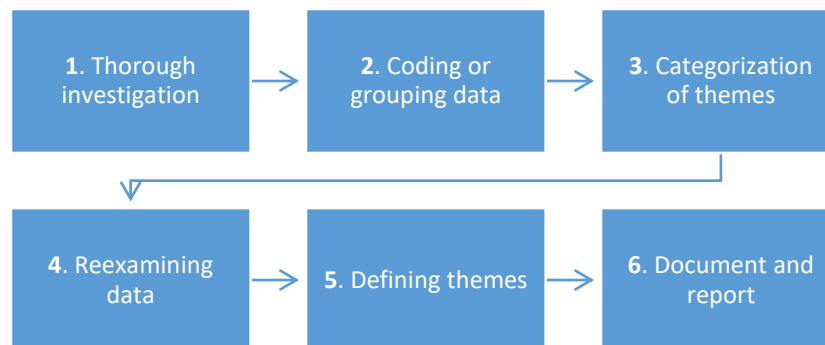 1. Thorough
investigation
2. Coding or
grouping data
3. Categorization
of themes
4. Reexamining
data
5. Defining themes
6. Document and
report